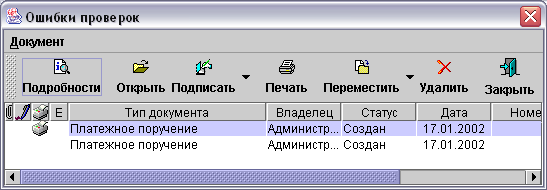 Ошибки проверок
Документ
Подробности Открыть Подписать Печать Переместить Удалить Закрыть
E Тип документа Владелец Статус Дата Номе
Платежное поручение Администр... Создан 17.01.2002
Платежное поручение Администр... Создан 17.01.2002